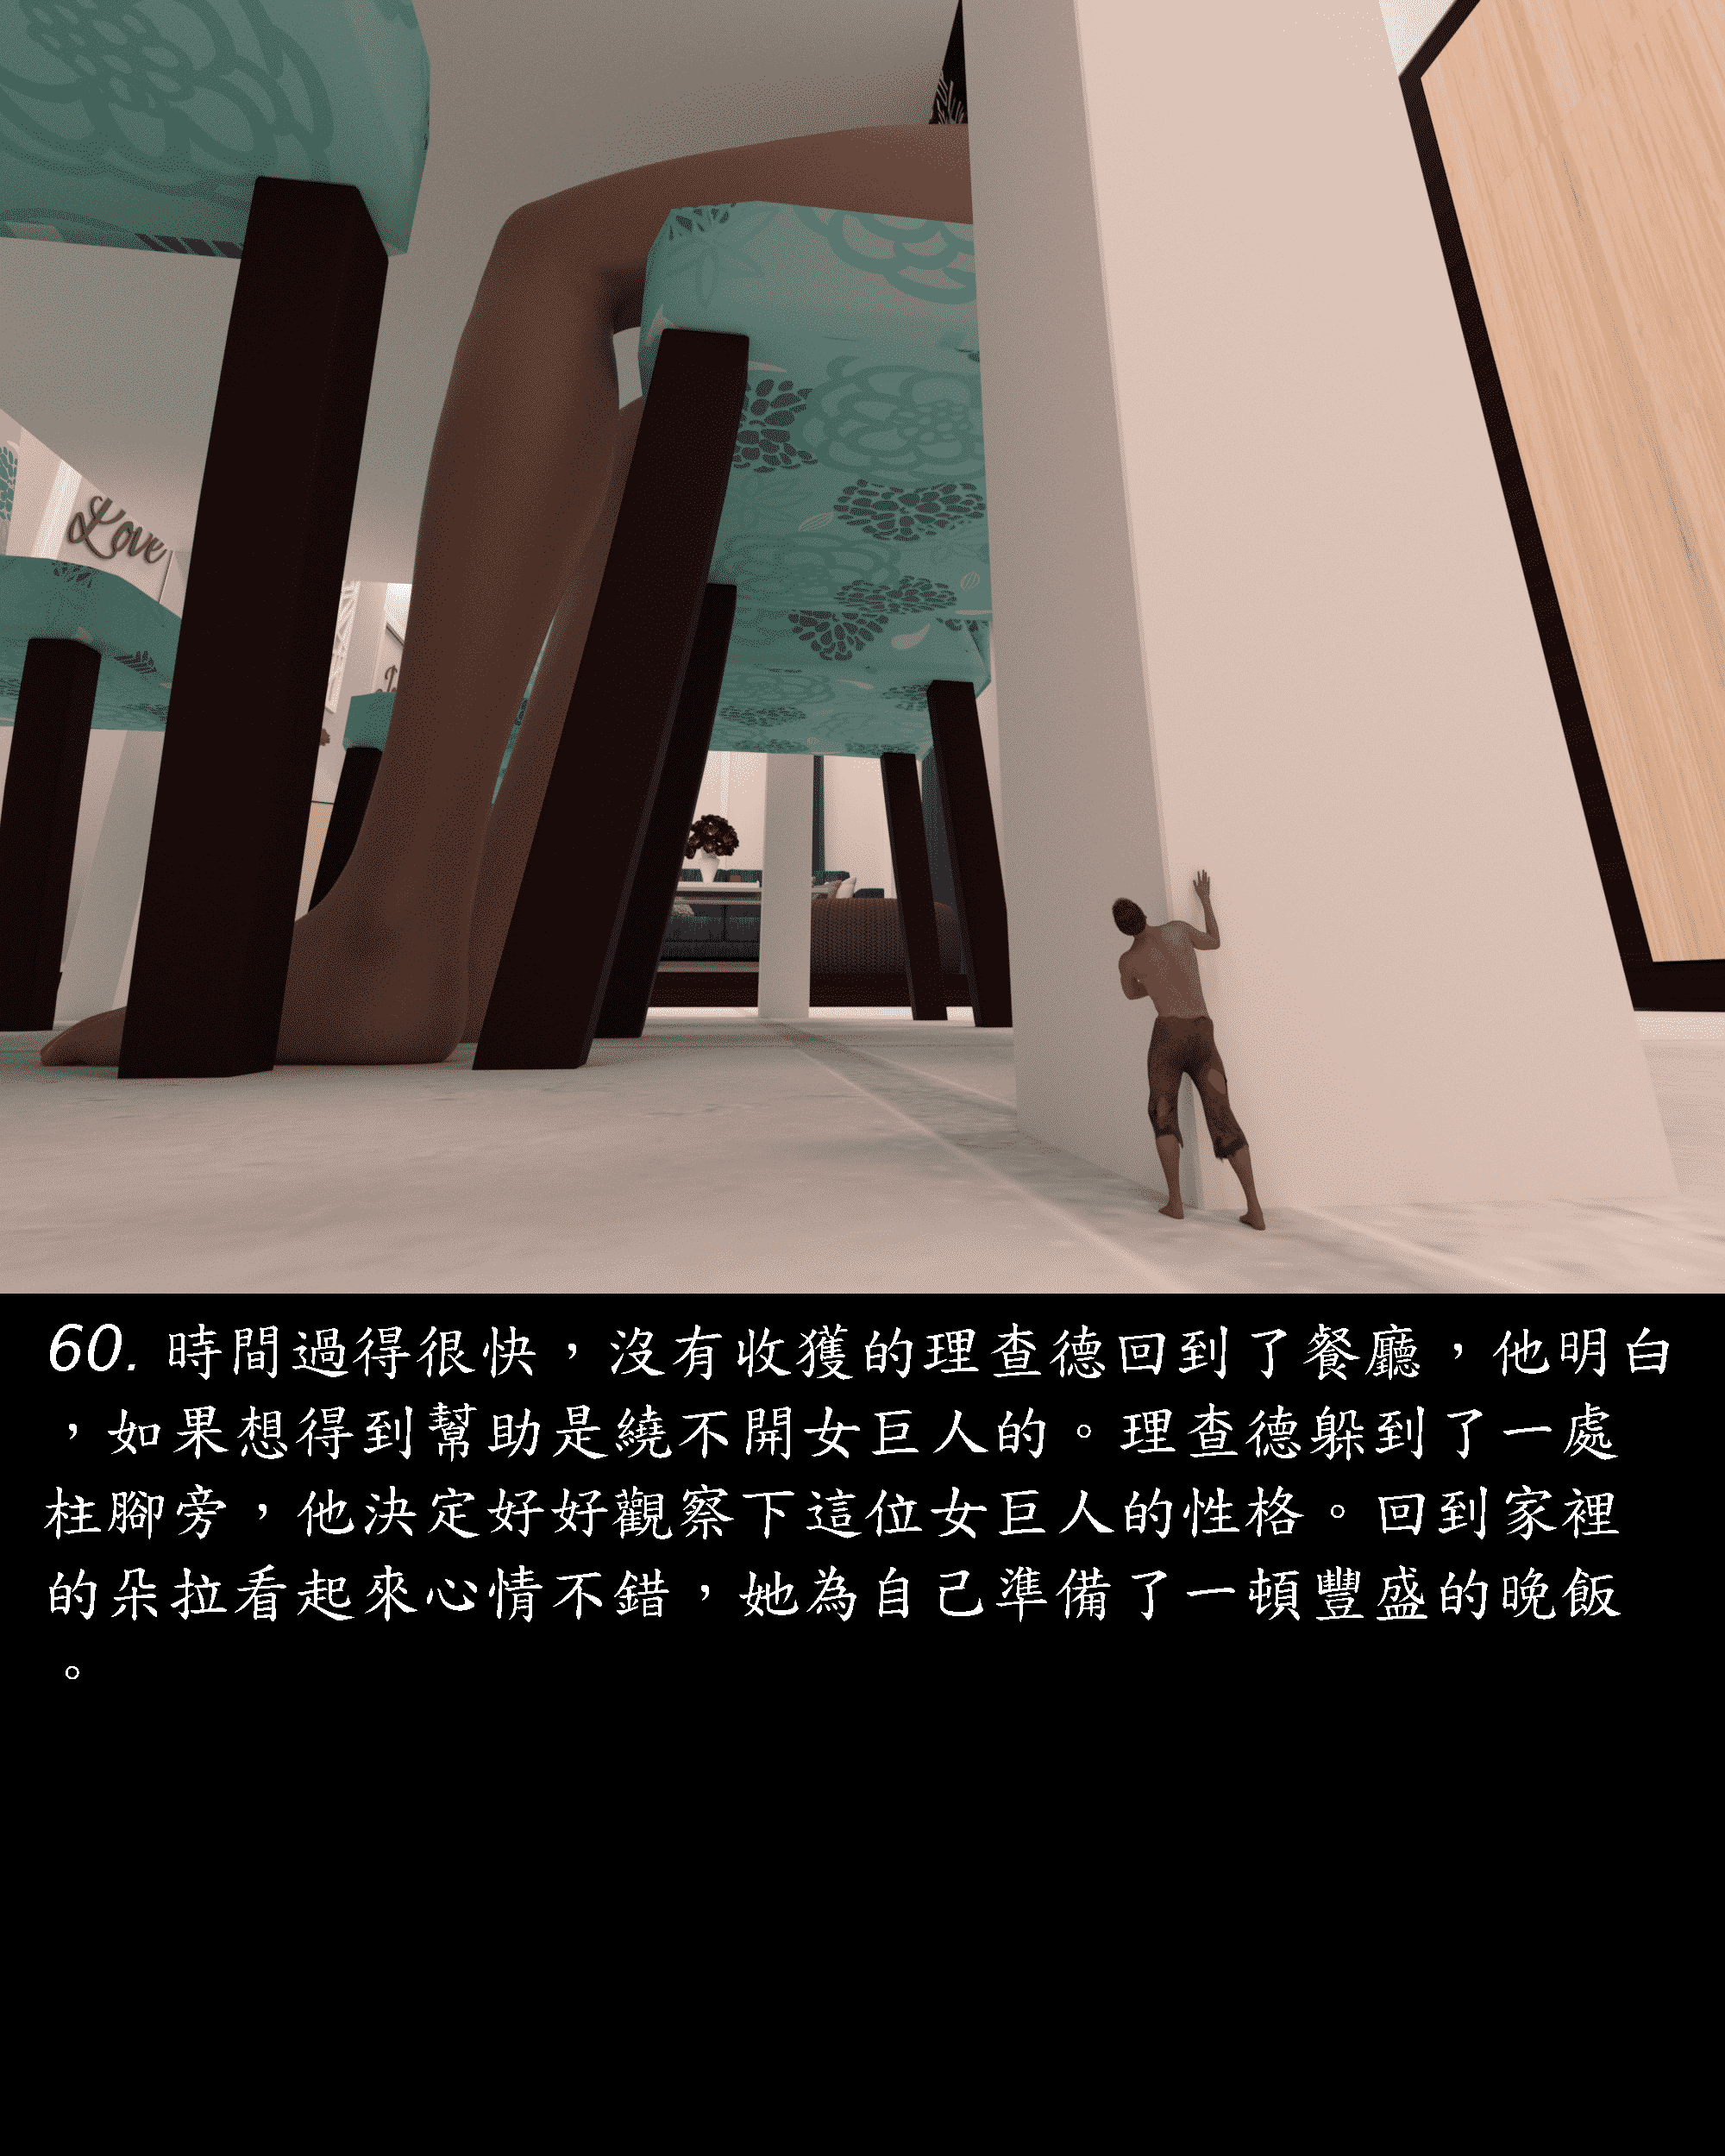 Love
60. 時間過得很快，沒有收獲的理查德回到了餐廳，他明白
，如果想得到幫助是繞不開女巨人的。理查德躲到了一處
柱腳旁，他決定好好觀察下這位女巨人的性格。回到家裡
的朵拉看起來心情不錯，她為自己準備了一頓豐盛的晚飯
。